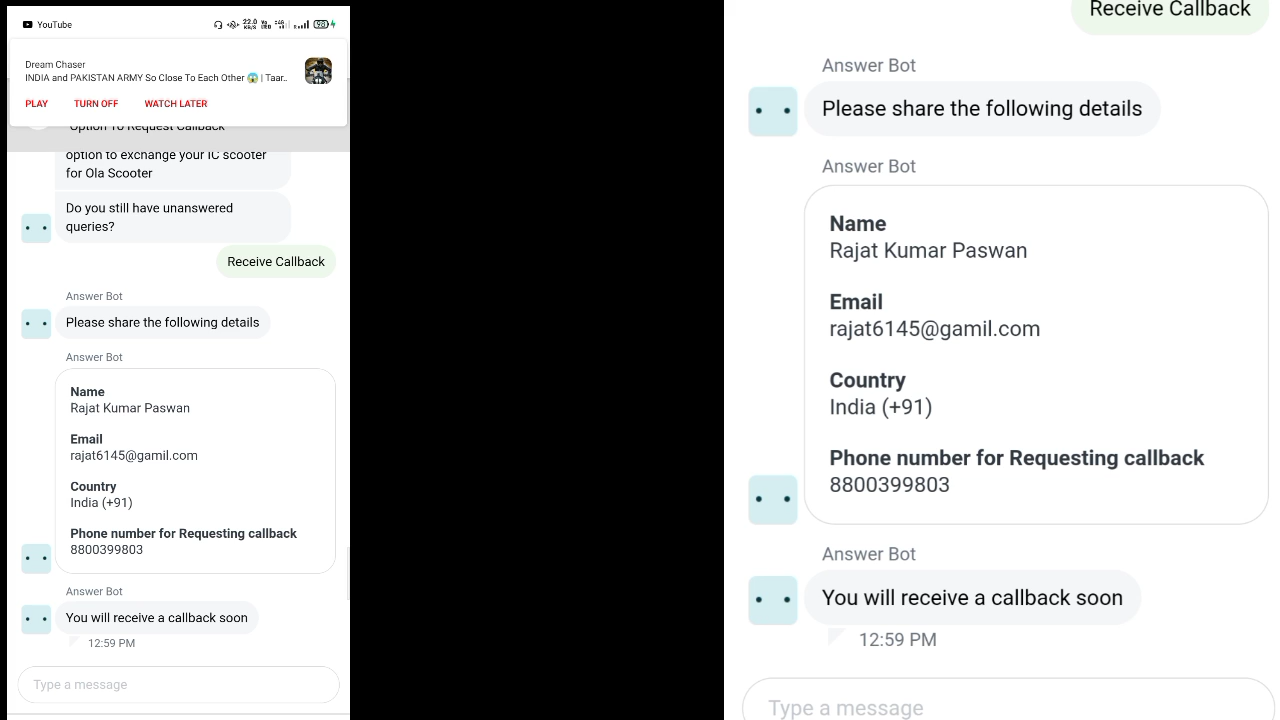 YouTube
22.0
KB/S
90
Dream Chaser
INDIA and PAKISTAN ARMY So Close To Each Other 😱 | Taar..
PLAY TURN OFF WATCH LATER
Option To Request Callback
option to exchange your IC scooter
for Ola Scooter
Do you still have unanswered
queries?
Receive Callback
Answer Bot
Please share the following details
Answer Bot
Name
Rajat Kumar Paswan
Email
rajat6145@gamil.com
Country
India (+91)
Phone number for Requesting callback
8800399803
Answer Bot
You will receive a callback soon
12:59 PM
Type a message
Receive Callback
Answer Bot
Please share the following details
Answer Bot
Name
Rajat Kumar Paswan
Email
rajat6145@gamil.com
Country
India (+91)
Phone number for Requesting callback
8800399803
Answer Bot
You will receive a callback soon
12:59 PM
Type a message